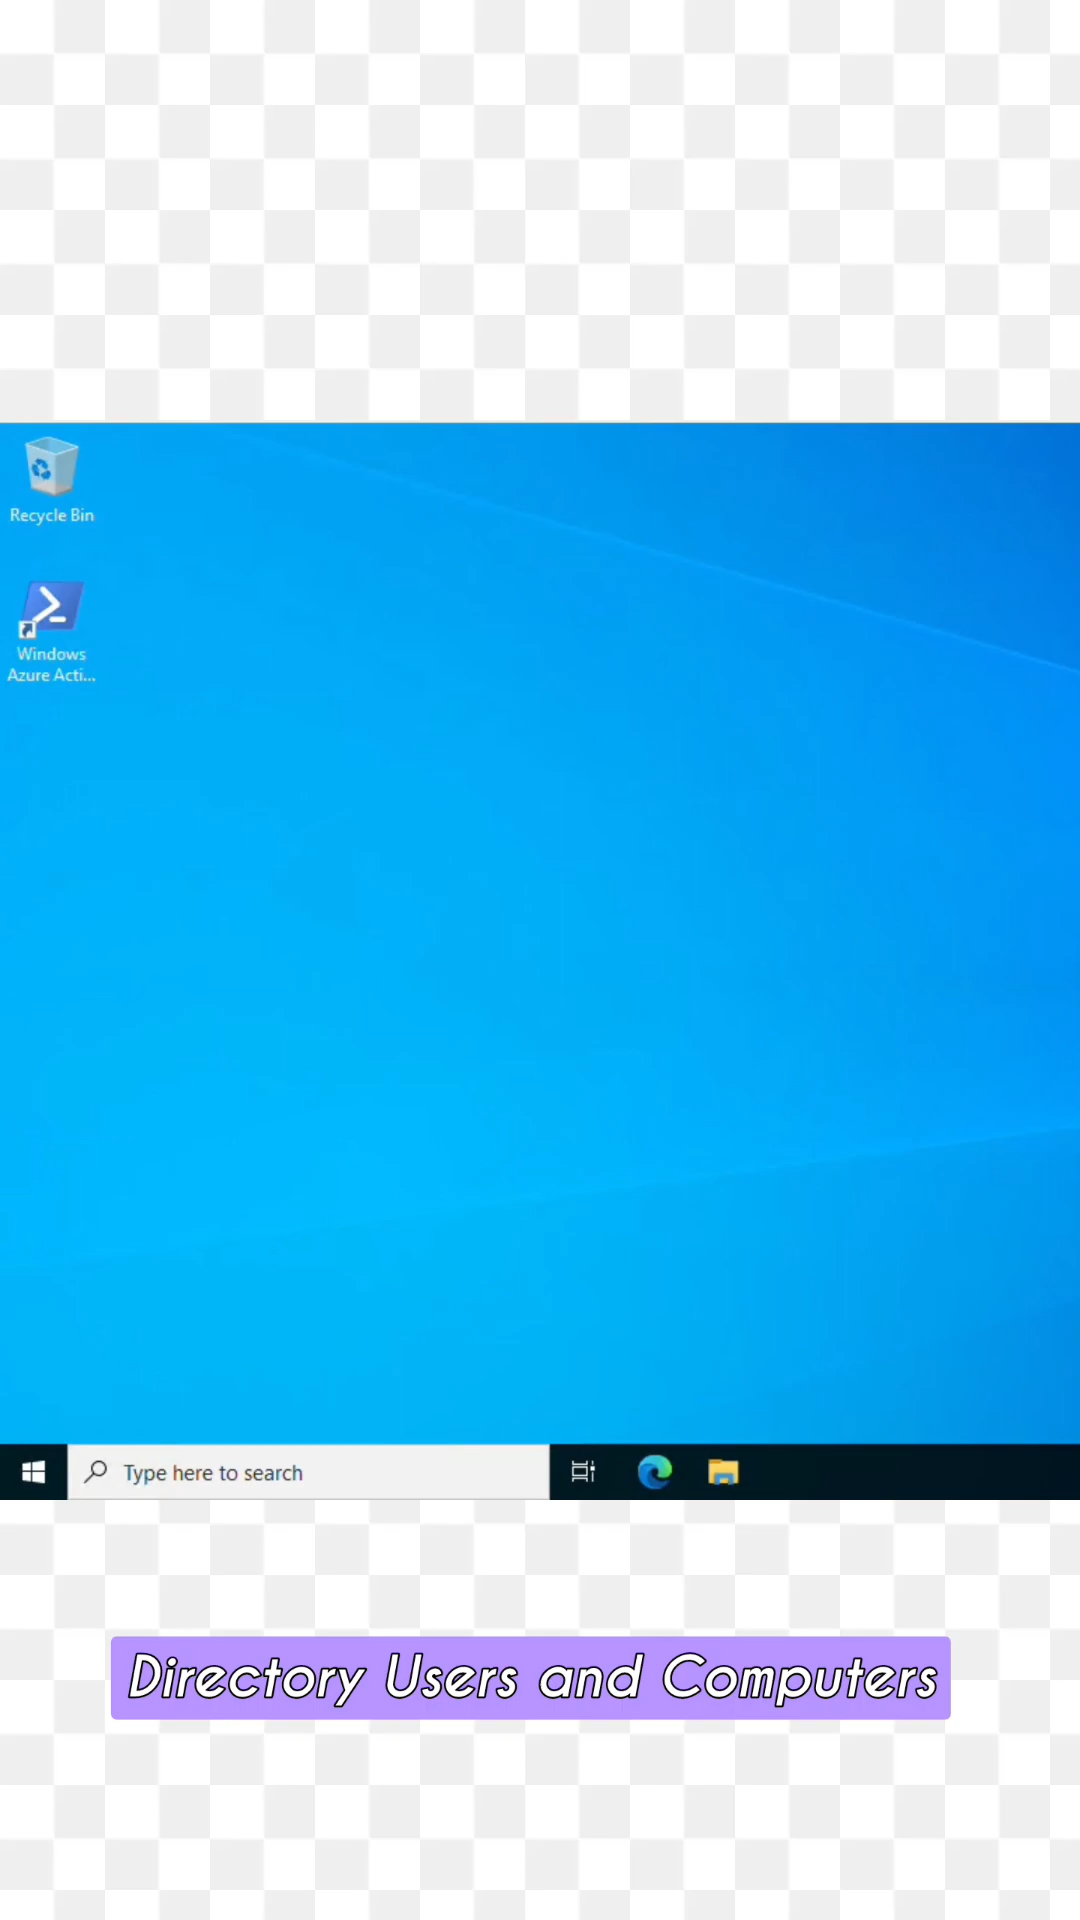 Recycle Bin
Windows
Azure Acti...
Type here to search
Directory Users and Computers